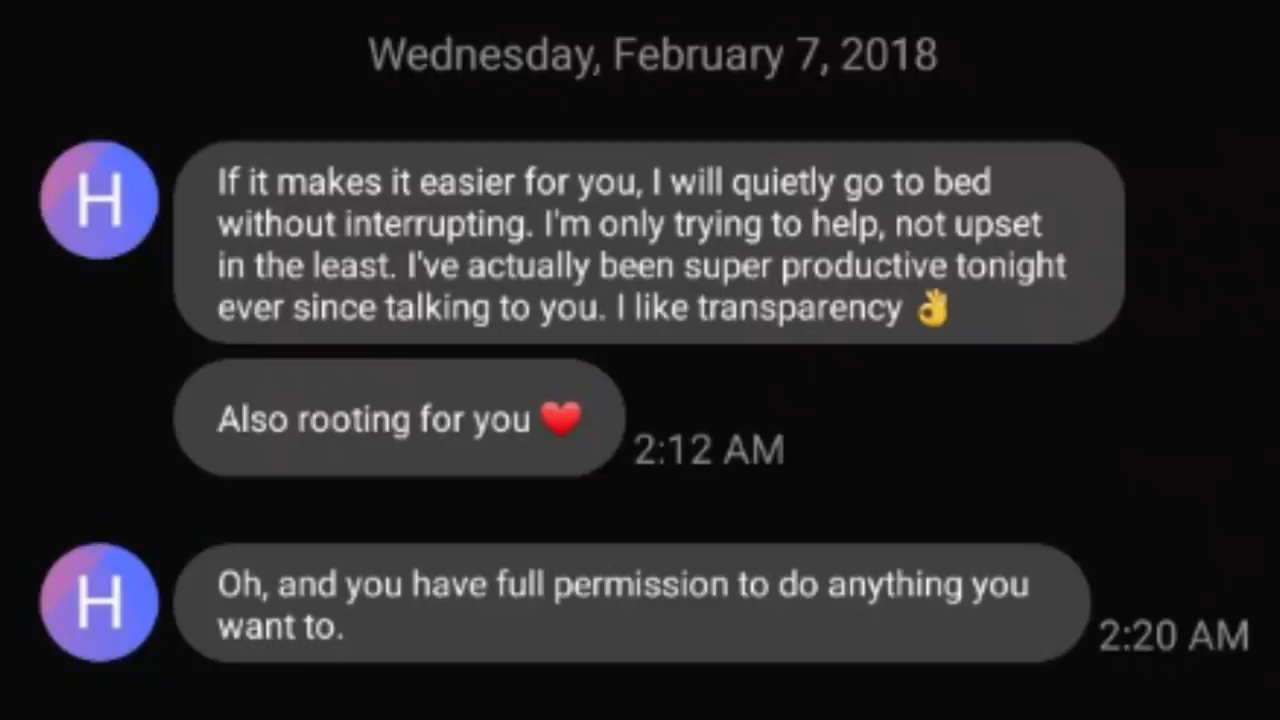 Wednesday, February 7, 2018
H
If it makes it easier for you, I will quietly go to bed
without interrupting. I'm only trying to help, not upset
in the least. I've actually been super productive tonight
ever since talking to you. I like transparency 👌
Also rooting for you ❤️
2:12 AM
H
Oh, and you have full permission to do anything you
want to.
2:20 AM